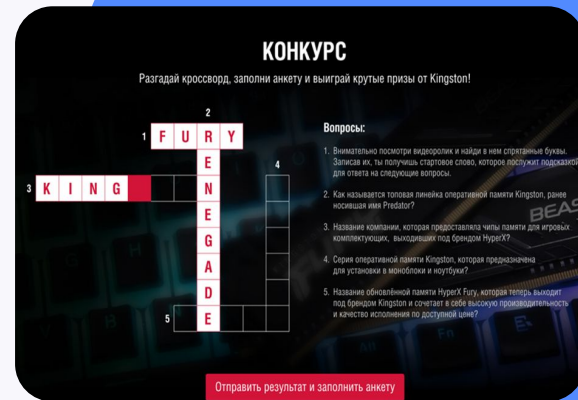 КОНКУРС
Разгадай кроссворд, заполни анкету и выиграй крутые призы от Kingston!
2
1 F U R Y
E
4
3 K I N G N
E
G
A
D
5 E
Вопросы:
1. Внимательно посмотри видеоролик и найди в нем спрятанные буквы.
Записав их, ты получишь стартовое слово, которое послужит подсказкой
для ответа на следующие вопросы.
2. Как называется топовая линейка оперативной памяти Kingston, ранее
носившая имя Predator?
3. Название компании, которая предоставляла чипы памяти для игровых
комплектующих, выходивших под брендом HyperX?
4. Серия оперативной памяти Kingston, которая предназначена
для установки в моноблоки и ноутбуки?
5. Название обновлённой памяти HyperX Fury, которая теперь выходит
под брендом Kingston и сочетает в себе высокую производительность
и качество исполнения по доступной цене?
BEAS
Отправить результат и заполнить анкету